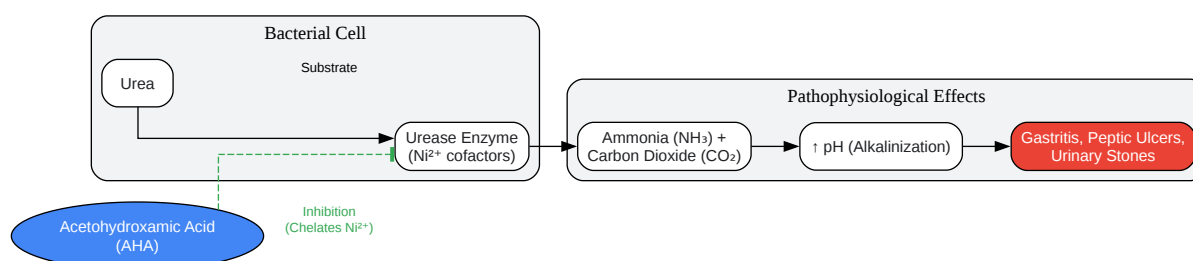 Bacterial Cell
Substrate
Urea
Urease Enzyme
(Ni²⁺ cofactors)
Pathophysiological Effects
Ammonia (NH₃) +
Carbon Dioxide (CO₂)
↑ pH (Alkalinization)
Gastritis, Peptic Ulcers,
Urinary Stones
Inhibition
(Chelates Ni²⁺)
Acetohydroxamic Acid
(AHA)